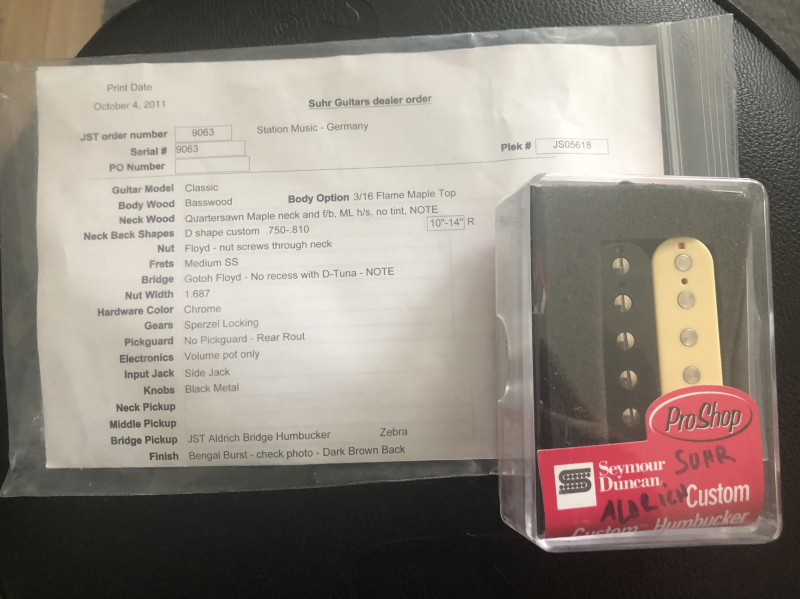 Print Date
October 4, 2011
Suhr Guitars dealer order
JST order number 9063 Station Music - Germany
Serial # 9063 Plek # JS05618
PO Number
Guitar Model Classic
Body Wood Basswood Body Option 3/16 Flame Maple Top
Neck Wood Quartersawn Maple neck and f/b, ML h/s, no tint, NOTE
Neck Back Shapes D shape custom .750-.810 10"-14" R
Nut Floyd - nut screws through neck
Frets Medium SS
Bridge Gotoh Floyd - No recess with D-Tuna - NOTE
Nut Width 1.687
Hardware Color Chrome
Gears Sperzel Locking
Pickguard No Pickguard - Rear Rout
Electronics Volume pot only
Input Jack Side Jack
Knobs Black Metal
Neck Pickup
Middle Pickup
Bridge Pickup JST Aldrich Bridge Humbucker Zebra
Finish Bengal Burst - check photo - Dark Brown Back
ProShop
Seymour Duncan
SUHR
ALDRICH
Custom
Custom™ Humbucker